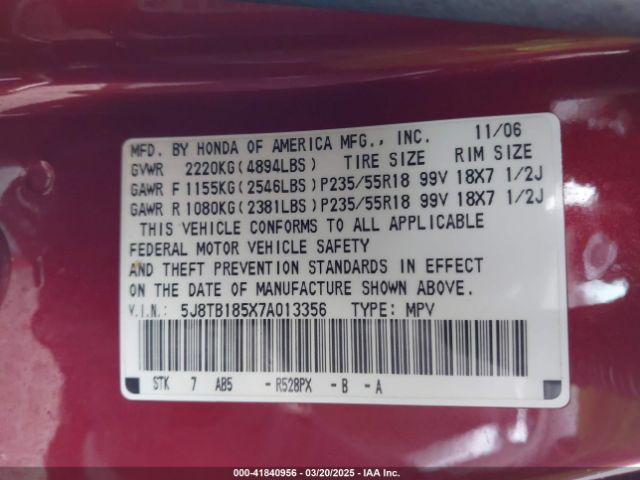 MFD. BY HONDA OF AMERICA MFG., INC. 11/06
GVWR 2220KG(4894LBS) TIRE SIZE RIM SIZE
GAWR F 1155KG(2546LBS)P235/55R18 99V 18X7 1/2J
GAWR R 1080KG(2381LBS)P235/55R18 99V 18X7 1/2J
THIS VEHICLE CONFORMS TO ALL APPLICABLE
FEDERAL MOTOR VEHICLE SAFETY
AND THEFT PREVENTION STANDARDS IN EFFECT
ON THE DATE OF MANUFACTURE SHOWN ABOVE.
V.I.N.: 5J8TB185X7A013356 TYPE: MPV
STK 7 AB5 -R528PX -B -A
000-41840956 - 03/20/2025 - IAA Inc.